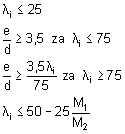 λᵢ ≤ 25
e/d ≥ 3,5 za λᵢ ≤ 75
e/d ≥ 3,5λᵢ/75 za λᵢ ≥ 75
λᵢ ≤ 50 − 25 M₁/M₂